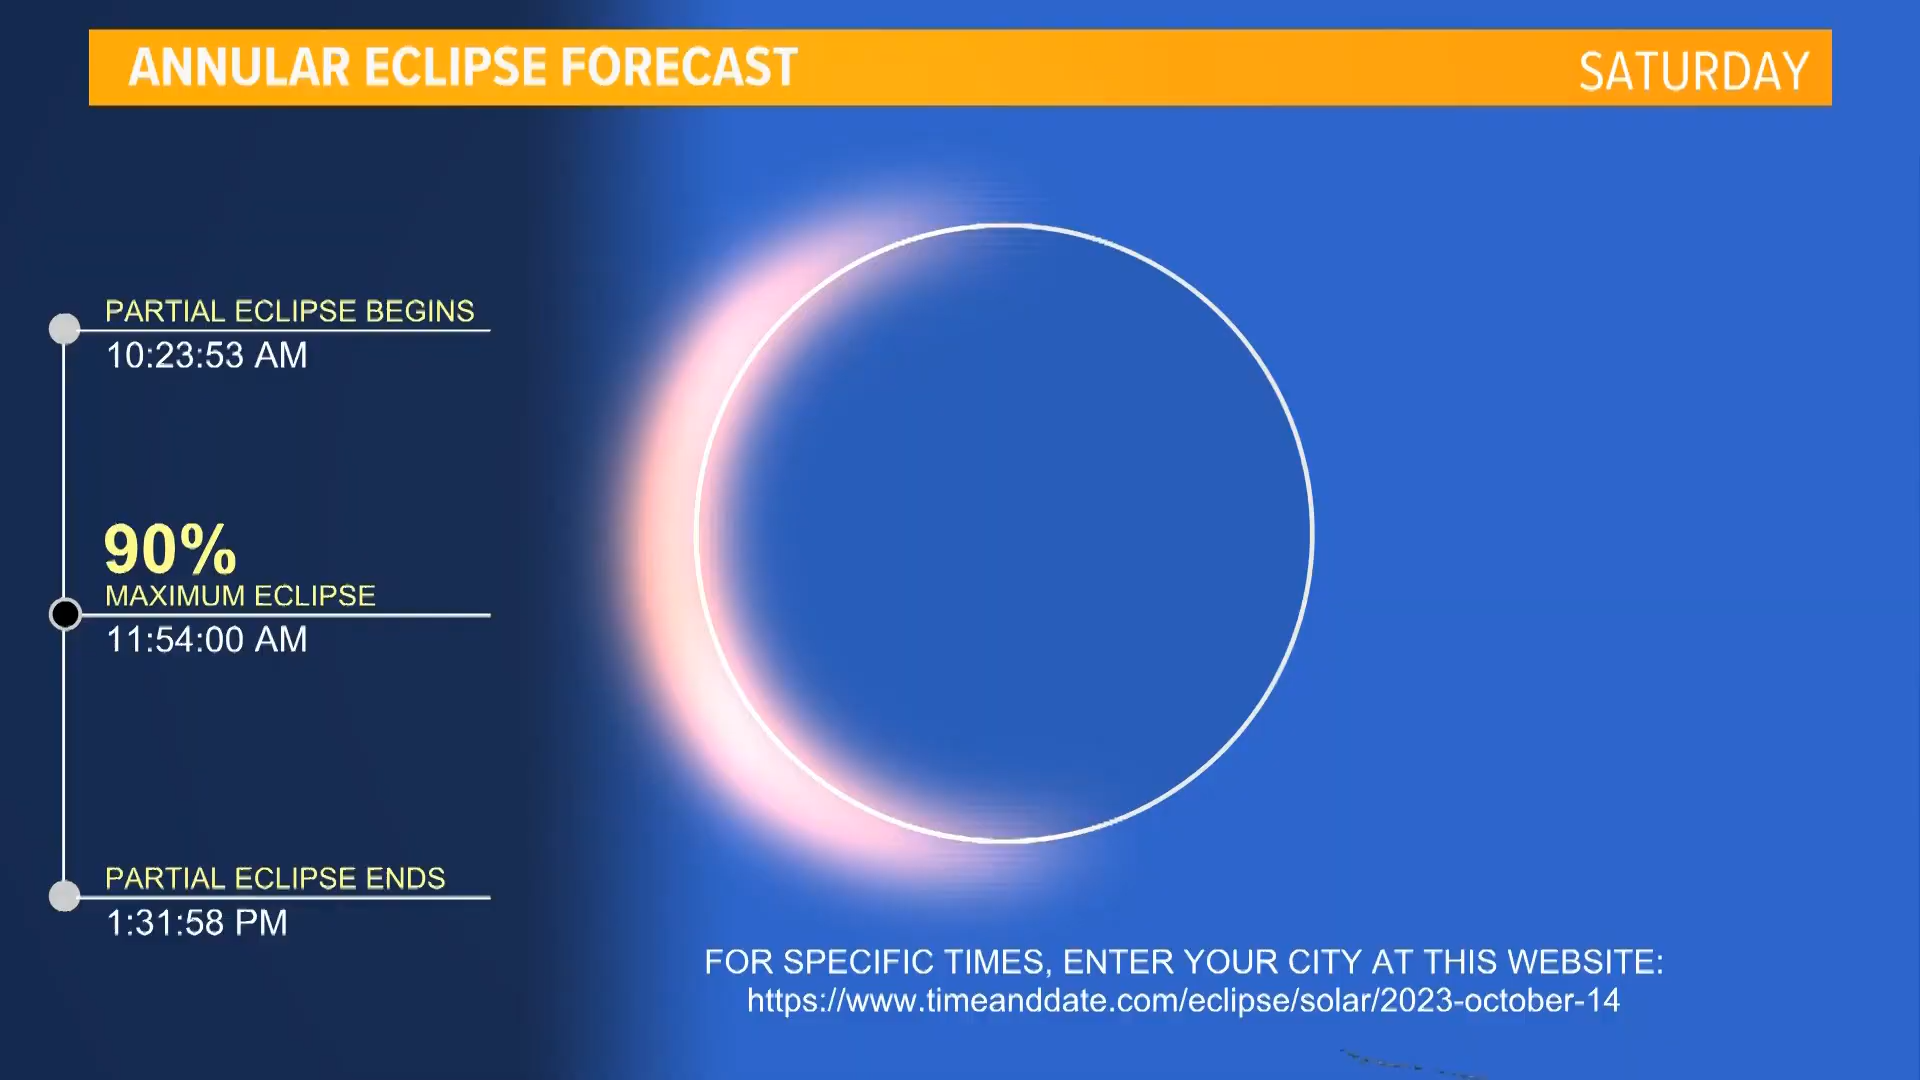 ANNULAR ECLIPSE FORECAST
SATURDAY
PARTIAL ECLIPSE BEGINS
10:23:53 AM
90%
MAXIMUM ECLIPSE
11:54:00 AM
PARTIAL ECLIPSE ENDS
1:31:58 PM
FOR SPECIFIC TIMES, ENTER YOUR CITY AT THIS WEBSITE:
https://www.timeanddate.com/eclipse/solar/2023-october-14